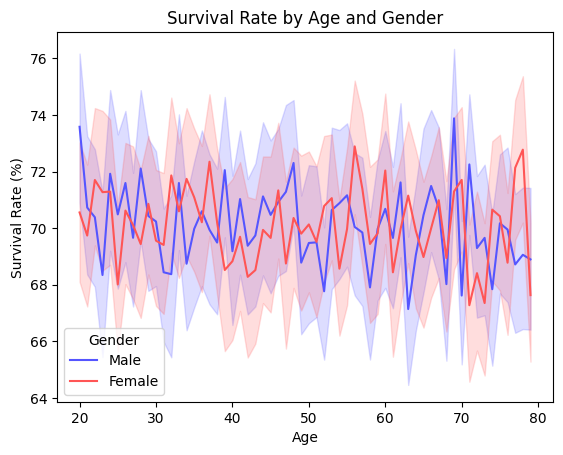 Survival Rate by Age and Gender
Survival Rate (%)
76
74
72
70
68
66
64
Gender
Male
Female
20 30 40 50 60 70 80
Age